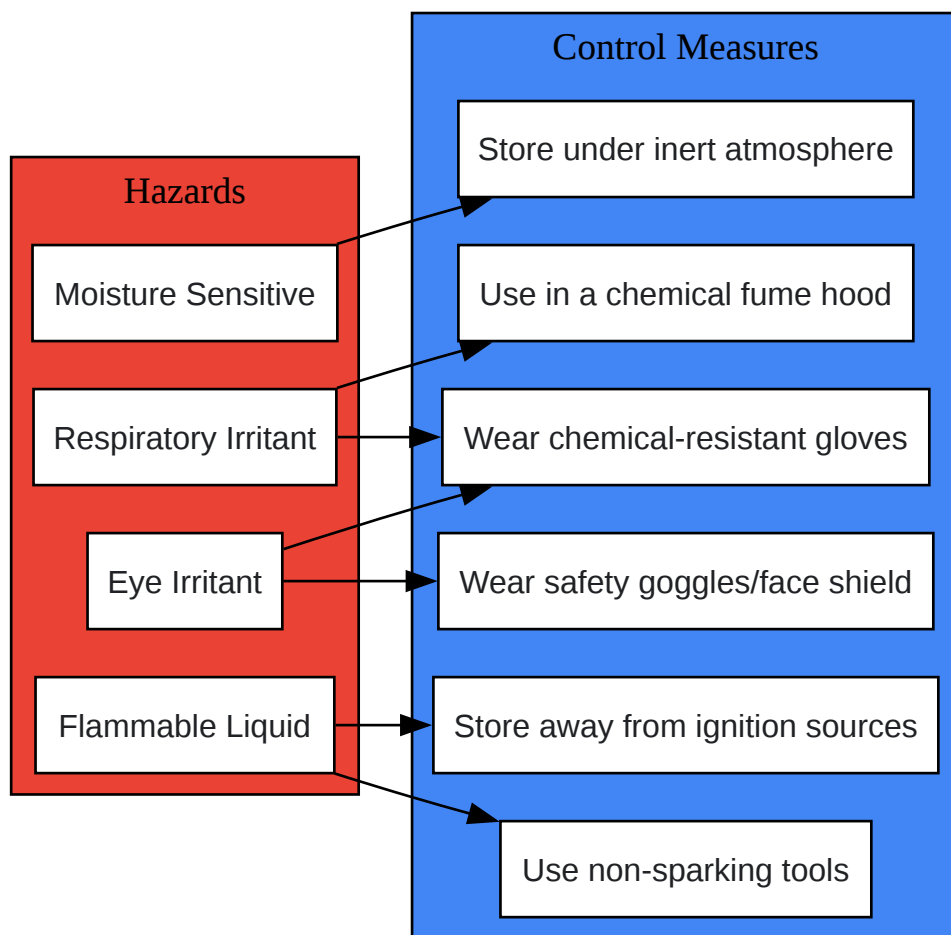 Hazards
Moisture Sensitive
Respiratory Irritant
Eye Irritant
Flammable Liquid
Control Measures
Store under inert atmosphere
Use in a chemical fume hood
Wear chemical-resistant gloves
Wear safety goggles/face shield
Store away from ignition sources
Use non-sparking tools